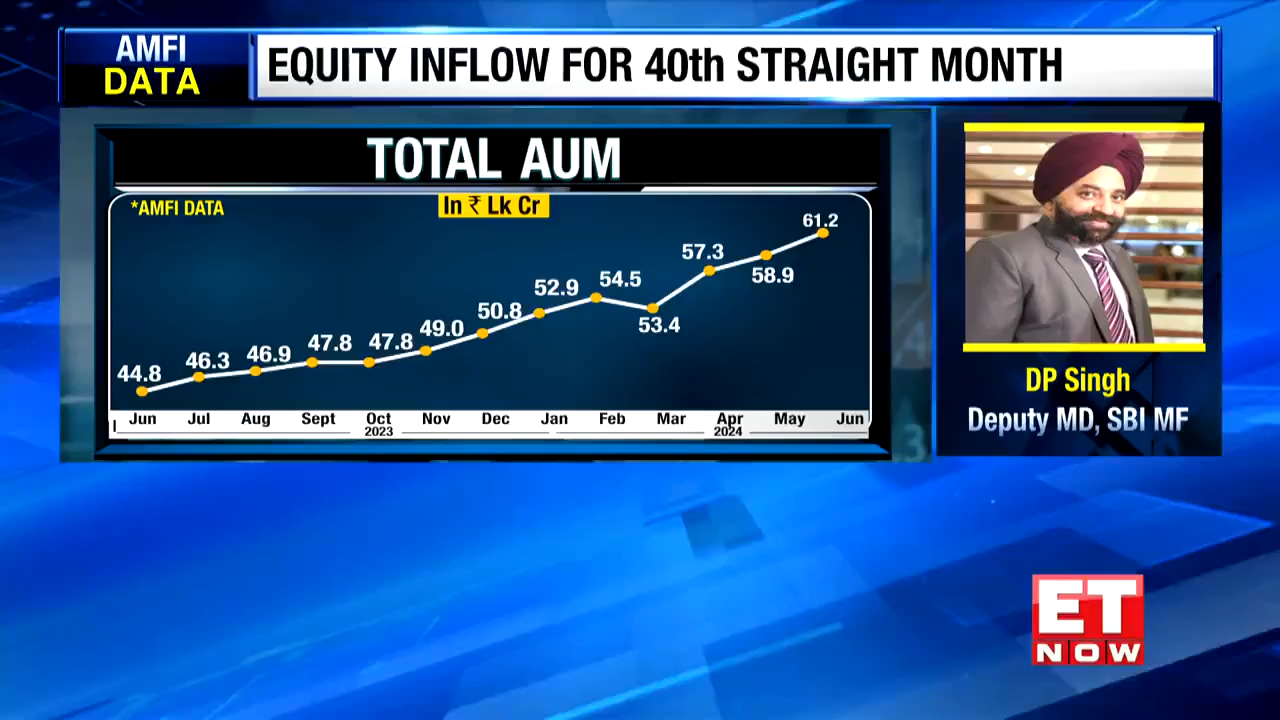 AMFI
DATA
EQUITY INFLOW FOR 40th STRAIGHT MONTH
TOTAL AUM
*AMFI DATA
In ₹ Lk Cr
44.8 46.3 46.9 47.8 47.8 49.0 50.8 52.9 54.5 53.4 57.3 58.9 61.2
Jun Jul Aug Sept Oct Nov Dec Jan Feb Mar Apr May Jun
2023 2024
DP Singh
Deputy MD, SBI MF
ET
NOW